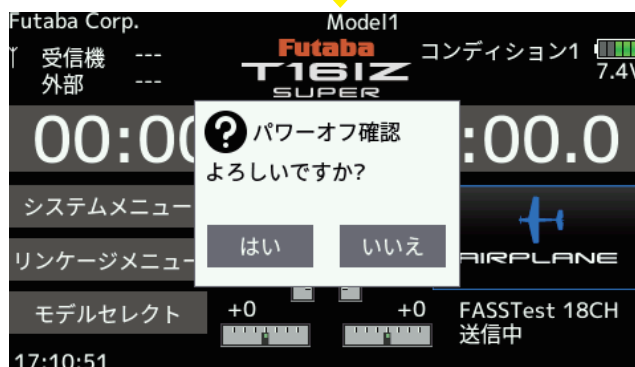 Futaba Corp.
Model1
受信機 ---
外部 ---
Futaba
T16IZ
SUPER
コンディション1
7.4V
00:00
:00.0
パワーオフ確認
よろしいですか?
はい
いいえ
システムメニュー
リンケージメニュー
モデルセレクト
AIRPLANE
+0
+0
FASSTest 18CH
送信中
17:10:51